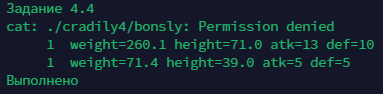 Задание 4.4
cat: ./cradily4/bonsly: Permission denied
1 weight=260.1 height=71.0 atk=13 def=10
1 weight=71.4 height=39.0 atk=5 def=5
Выполнено